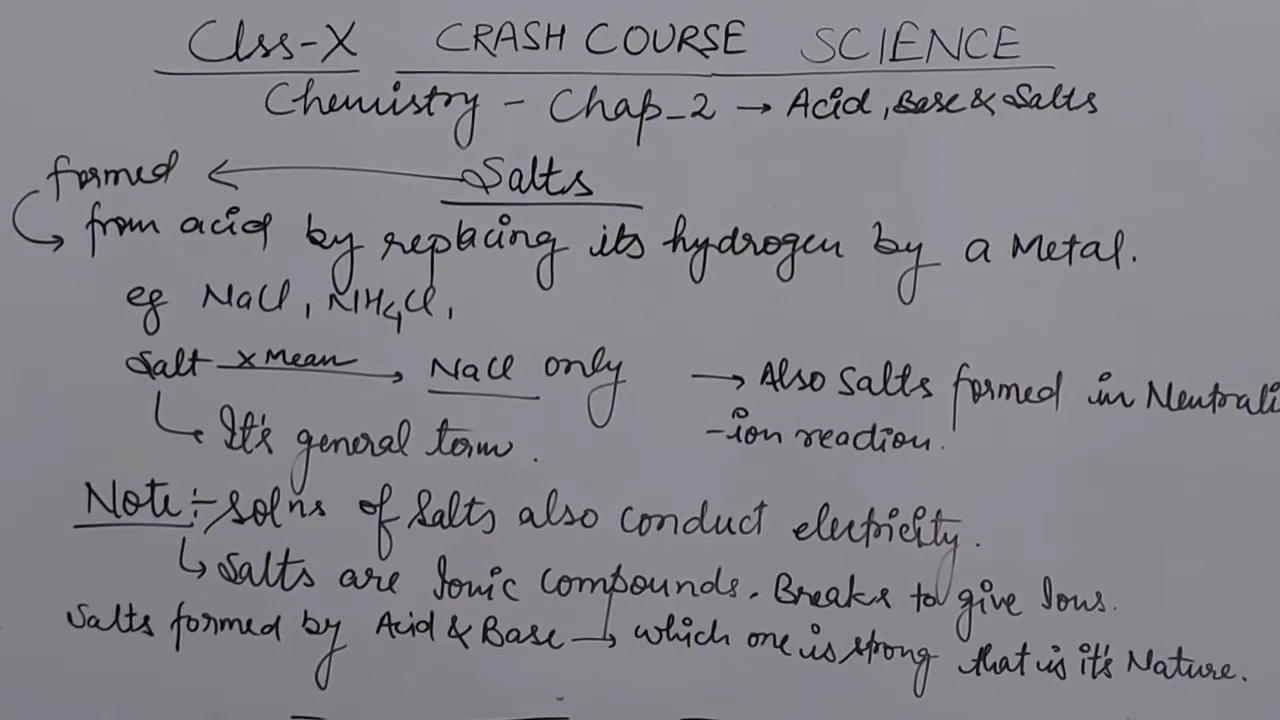 Clss-X CRASH COURSE SCIENCE
Chemistry - Chap-2 → Acid, Base & Salts
formed ← Salts
↳ from acid by replacing its hydrogen by a Metal.
eg NaCl, NH4Cl,
Salt x Mean → NaCl only
↳ It's general term.
→ Also Salts formed in Neutrali
-ion reaction.
Note:- Solns of Salts also conduct electricity.
↳ Salts are Ionic compounds. Breaks to give Ions.
Salts formed by Acid & Base → which one is strong that is it's Nature.